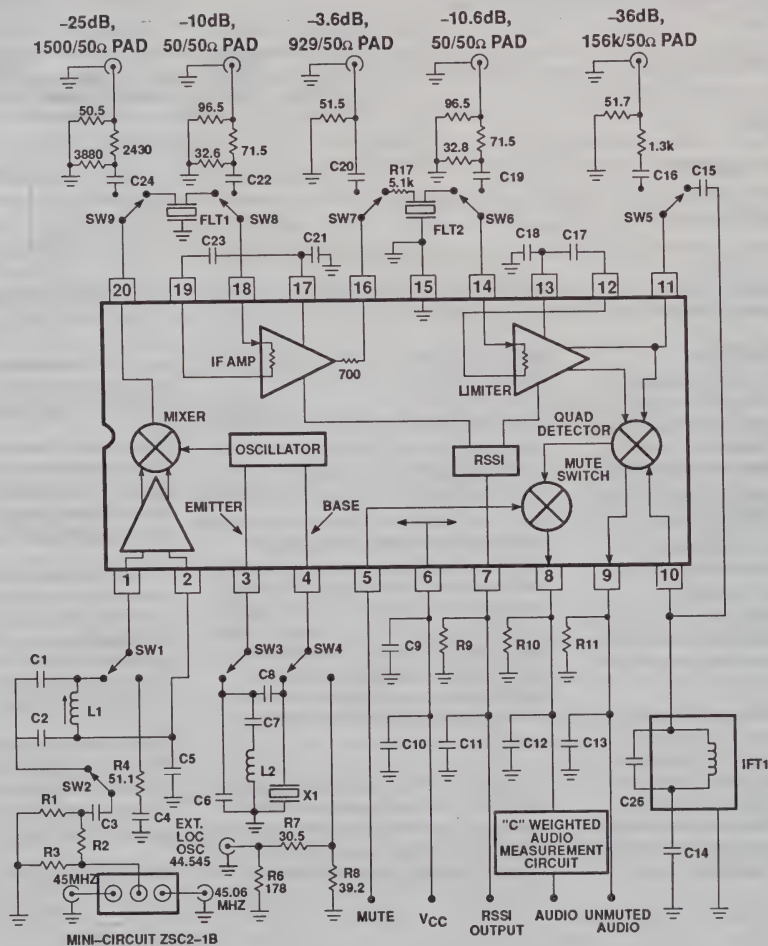 –25dB,
1500/50Ω PAD
–10dB,
50/50Ω PAD
–3.6dB,
929/50Ω PAD
–10.6dB,
50/50Ω PAD
–36dB,
156k/50Ω PAD
50.5
2430
3880
C24
96.5
71.5
32.6
C22
51.5
C20
96.5
71.5
32.8
C19
51.7
1.3k
C16
C15
R17
5.1k
SW9
FLT1
SW8
SW7
FLT2
SW6
SW5
C23
C21
C18
C17
20
19
18
17
16
15
14
13
12
11
IF AMP
700
LIMITER
MIXER
OSCILLATOR
RSSI
QUAD
DETECTOR
MUTE
SWITCH
EMITTER
BASE
1
2
3
4
5
6
7
8
9
10
SW1
SW3
SW4
C9
R9
R10
R11
C1
L1
C2
C5
C8
C7
L2
C6
X1
C10
C11
C12
C13
IFT1
C26
C14
SW2
R4
51.1
C4
R1
C3
R2
R3
EXT.
LOC
OSC
44.545
R7
30.5
R6
178
R8
39.2
"C" WEIGHTED
AUDIO
MEASUREMENT
CIRCUIT
45MHZ
45.06
MHZ
MINI–CIRCUIT ZSC2–1B
MUTE
VCC
RSSI
OUTPUT
AUDIO
UNMUTED
AUDIO